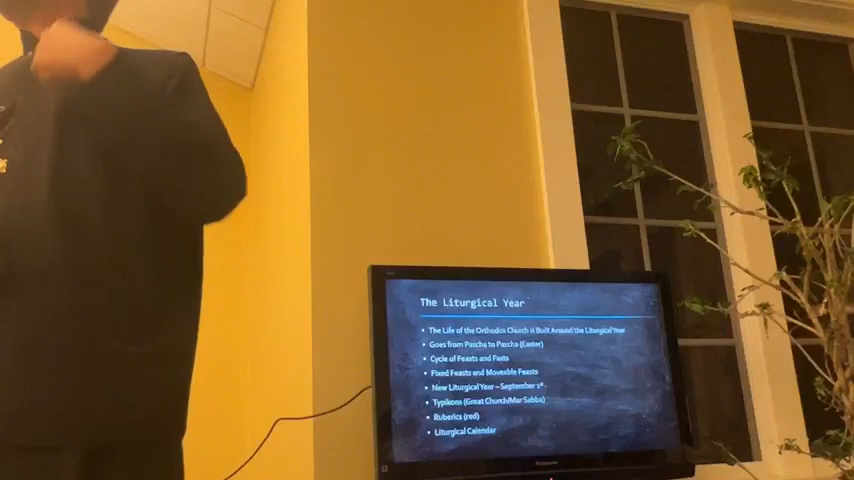 The Liturgical Year
• The Life of the Orthodox Church is Built Around the Liturgical Year
• Goes from Pascha to Pascha (Easter)
• Cycle of Feasts and Fasts
• Fixed Feasts and Moveable Feasts
• New Liturgical Year – September 1st
• Typikons (Great Church/Mar Sabba)
• Ruberics (red)
• Liturgical Calendar
Panasonic